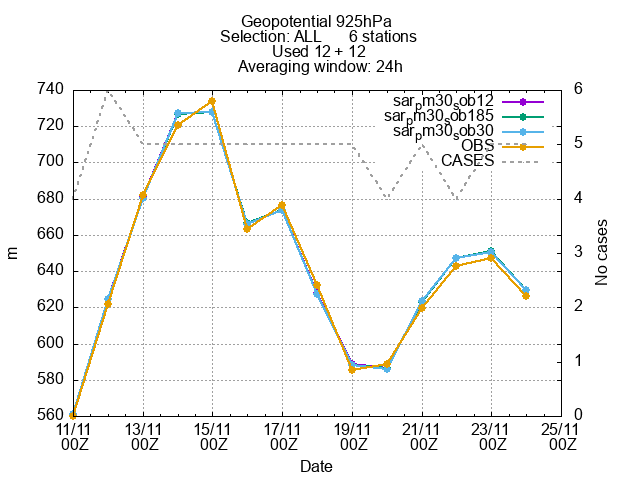 Geopotential 925hPa
Selection: ALL      6 stations
Used 12 + 12
Averaging window: 24h
sar_pm30_sob12
sar_pm30_sob185
sar_pm30_sob30
OBS
CASES
740
720
700
680
660
640
620
600
580
560
m
6
5
4
3
2
1
0
No cases
11/11 13/11 15/11 17/11 19/11 21/11 23/11 25/11
00Z 00Z 00Z 00Z 00Z 00Z 00Z 00Z
Date